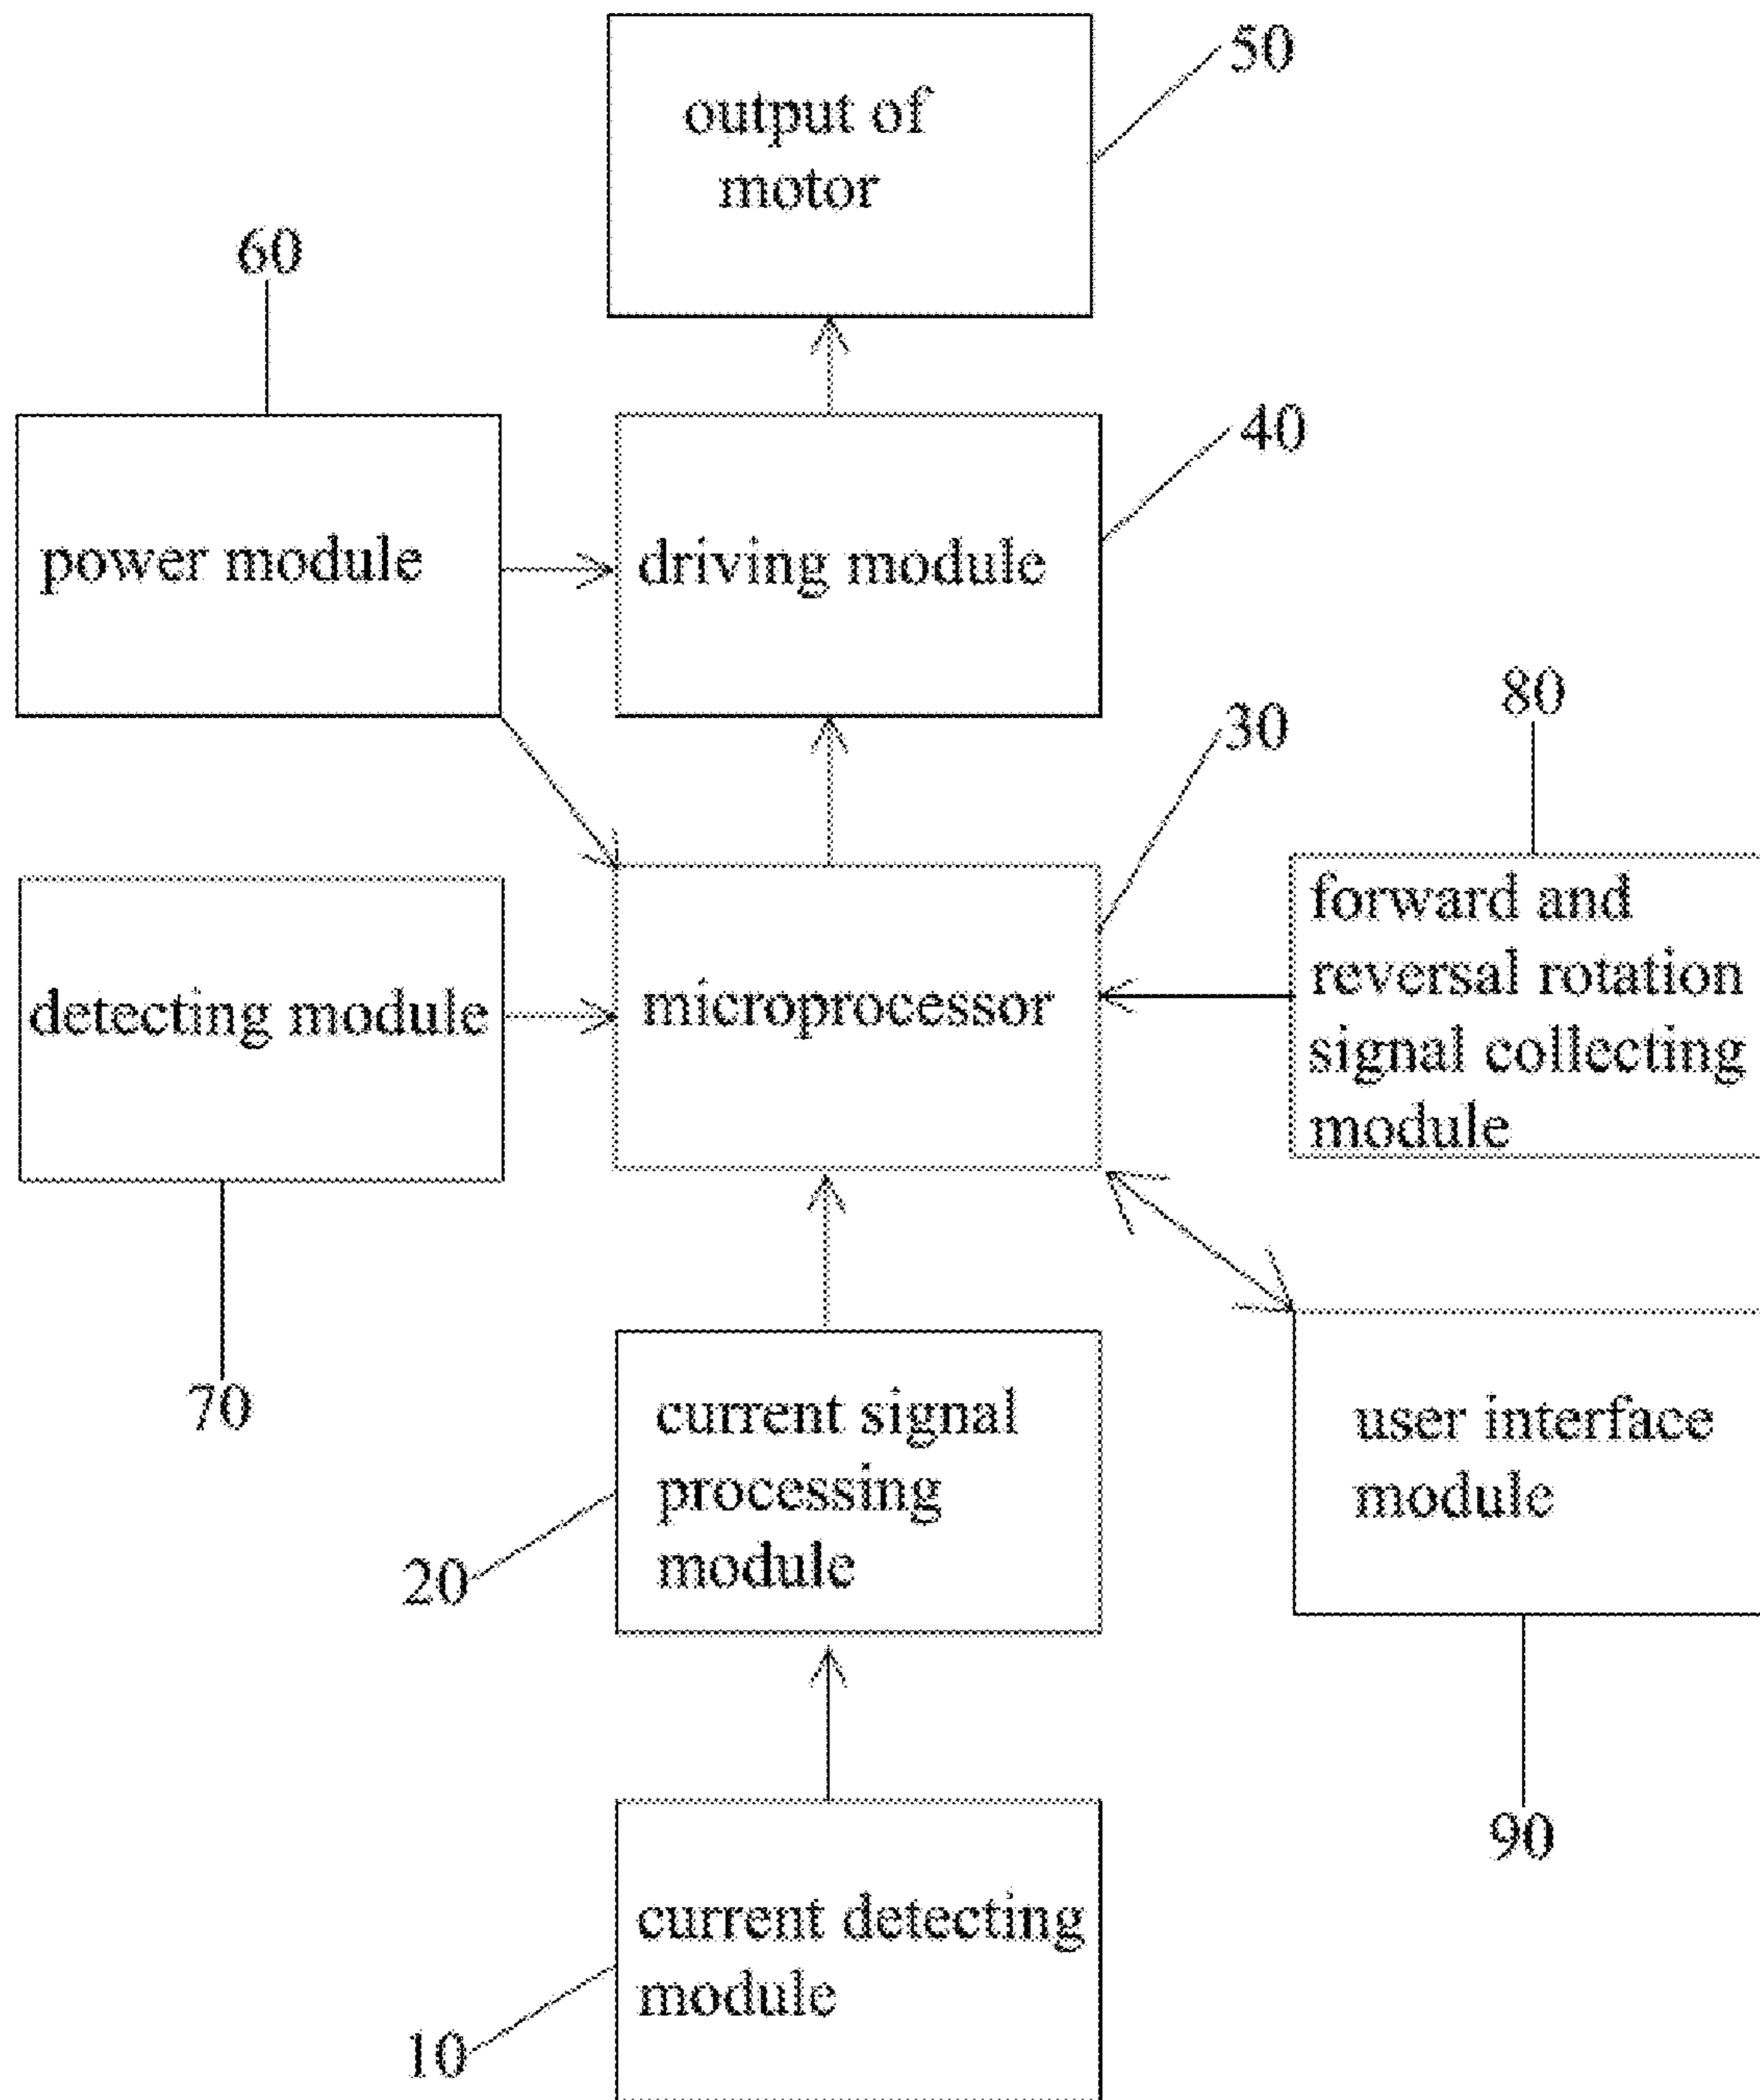 50
output of
motor
60
40
power module
driving module
80
30
forward and
reversal rotation
signal collecting
module
detecting module
microprocessor
70
current signal
processing
module
user interface
module
20
90
current detecting
module
10